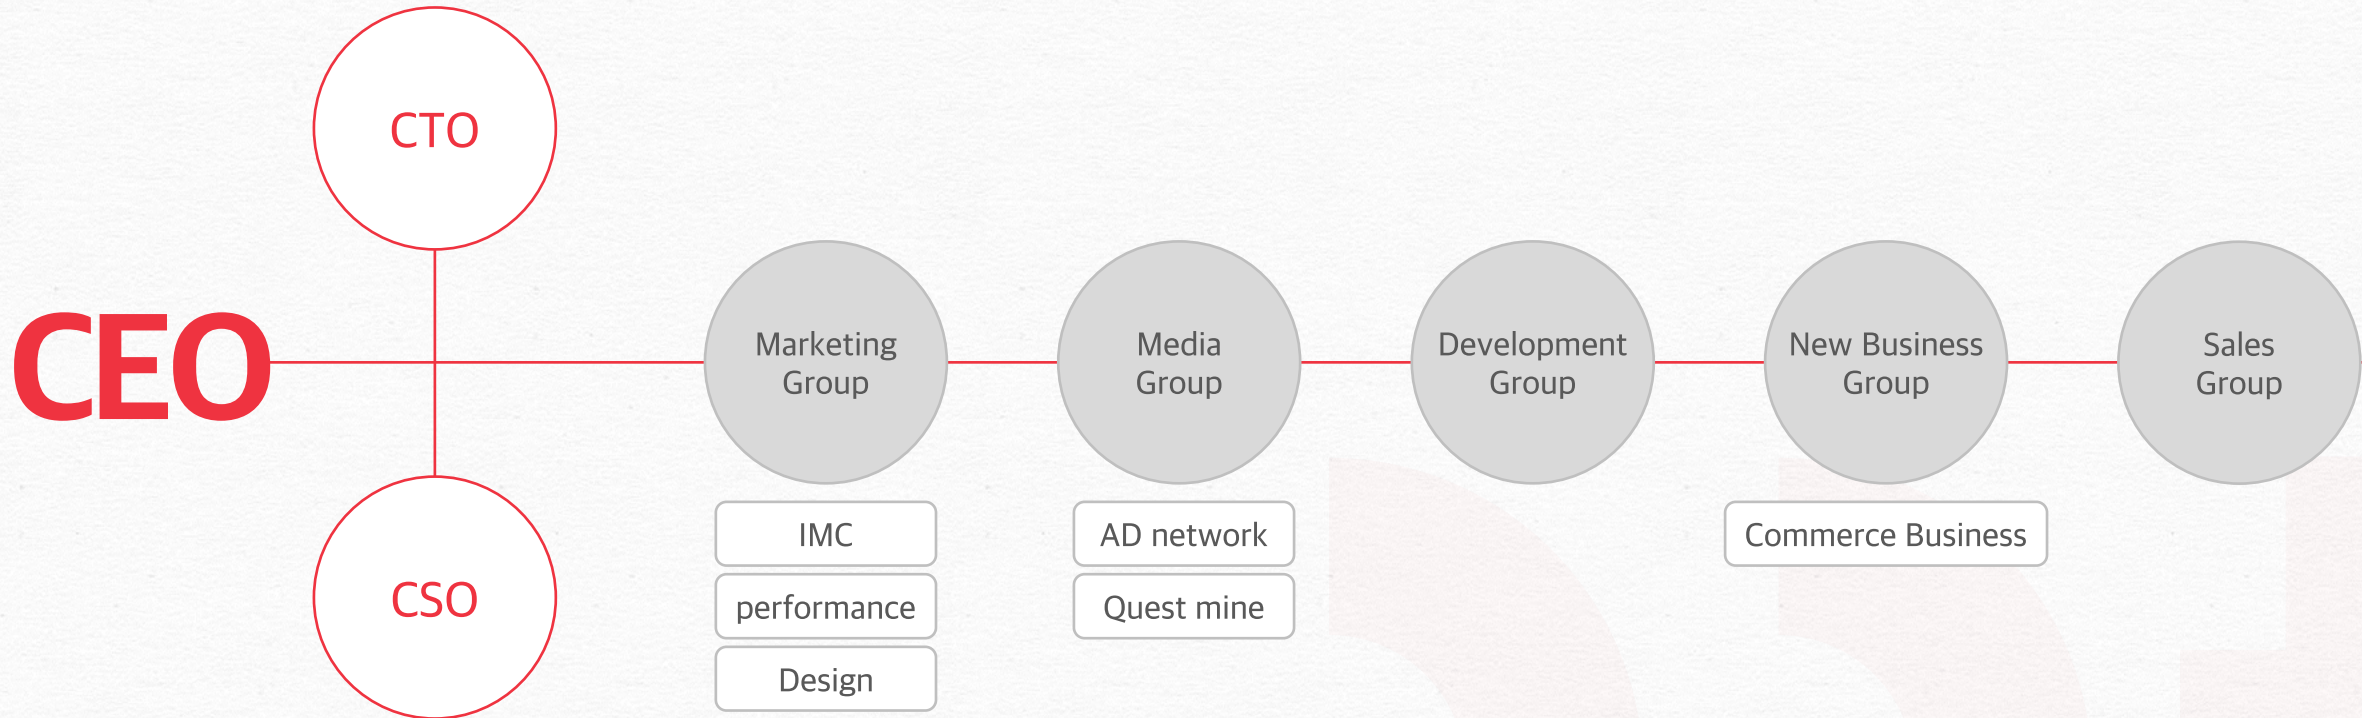 CTO
CEO
CSO
Marketing
Group
Media
Group
Development
Group
New Business
Group
Sales
Group
IMC
performance
Design
AD network
Quest mine
Commerce Business